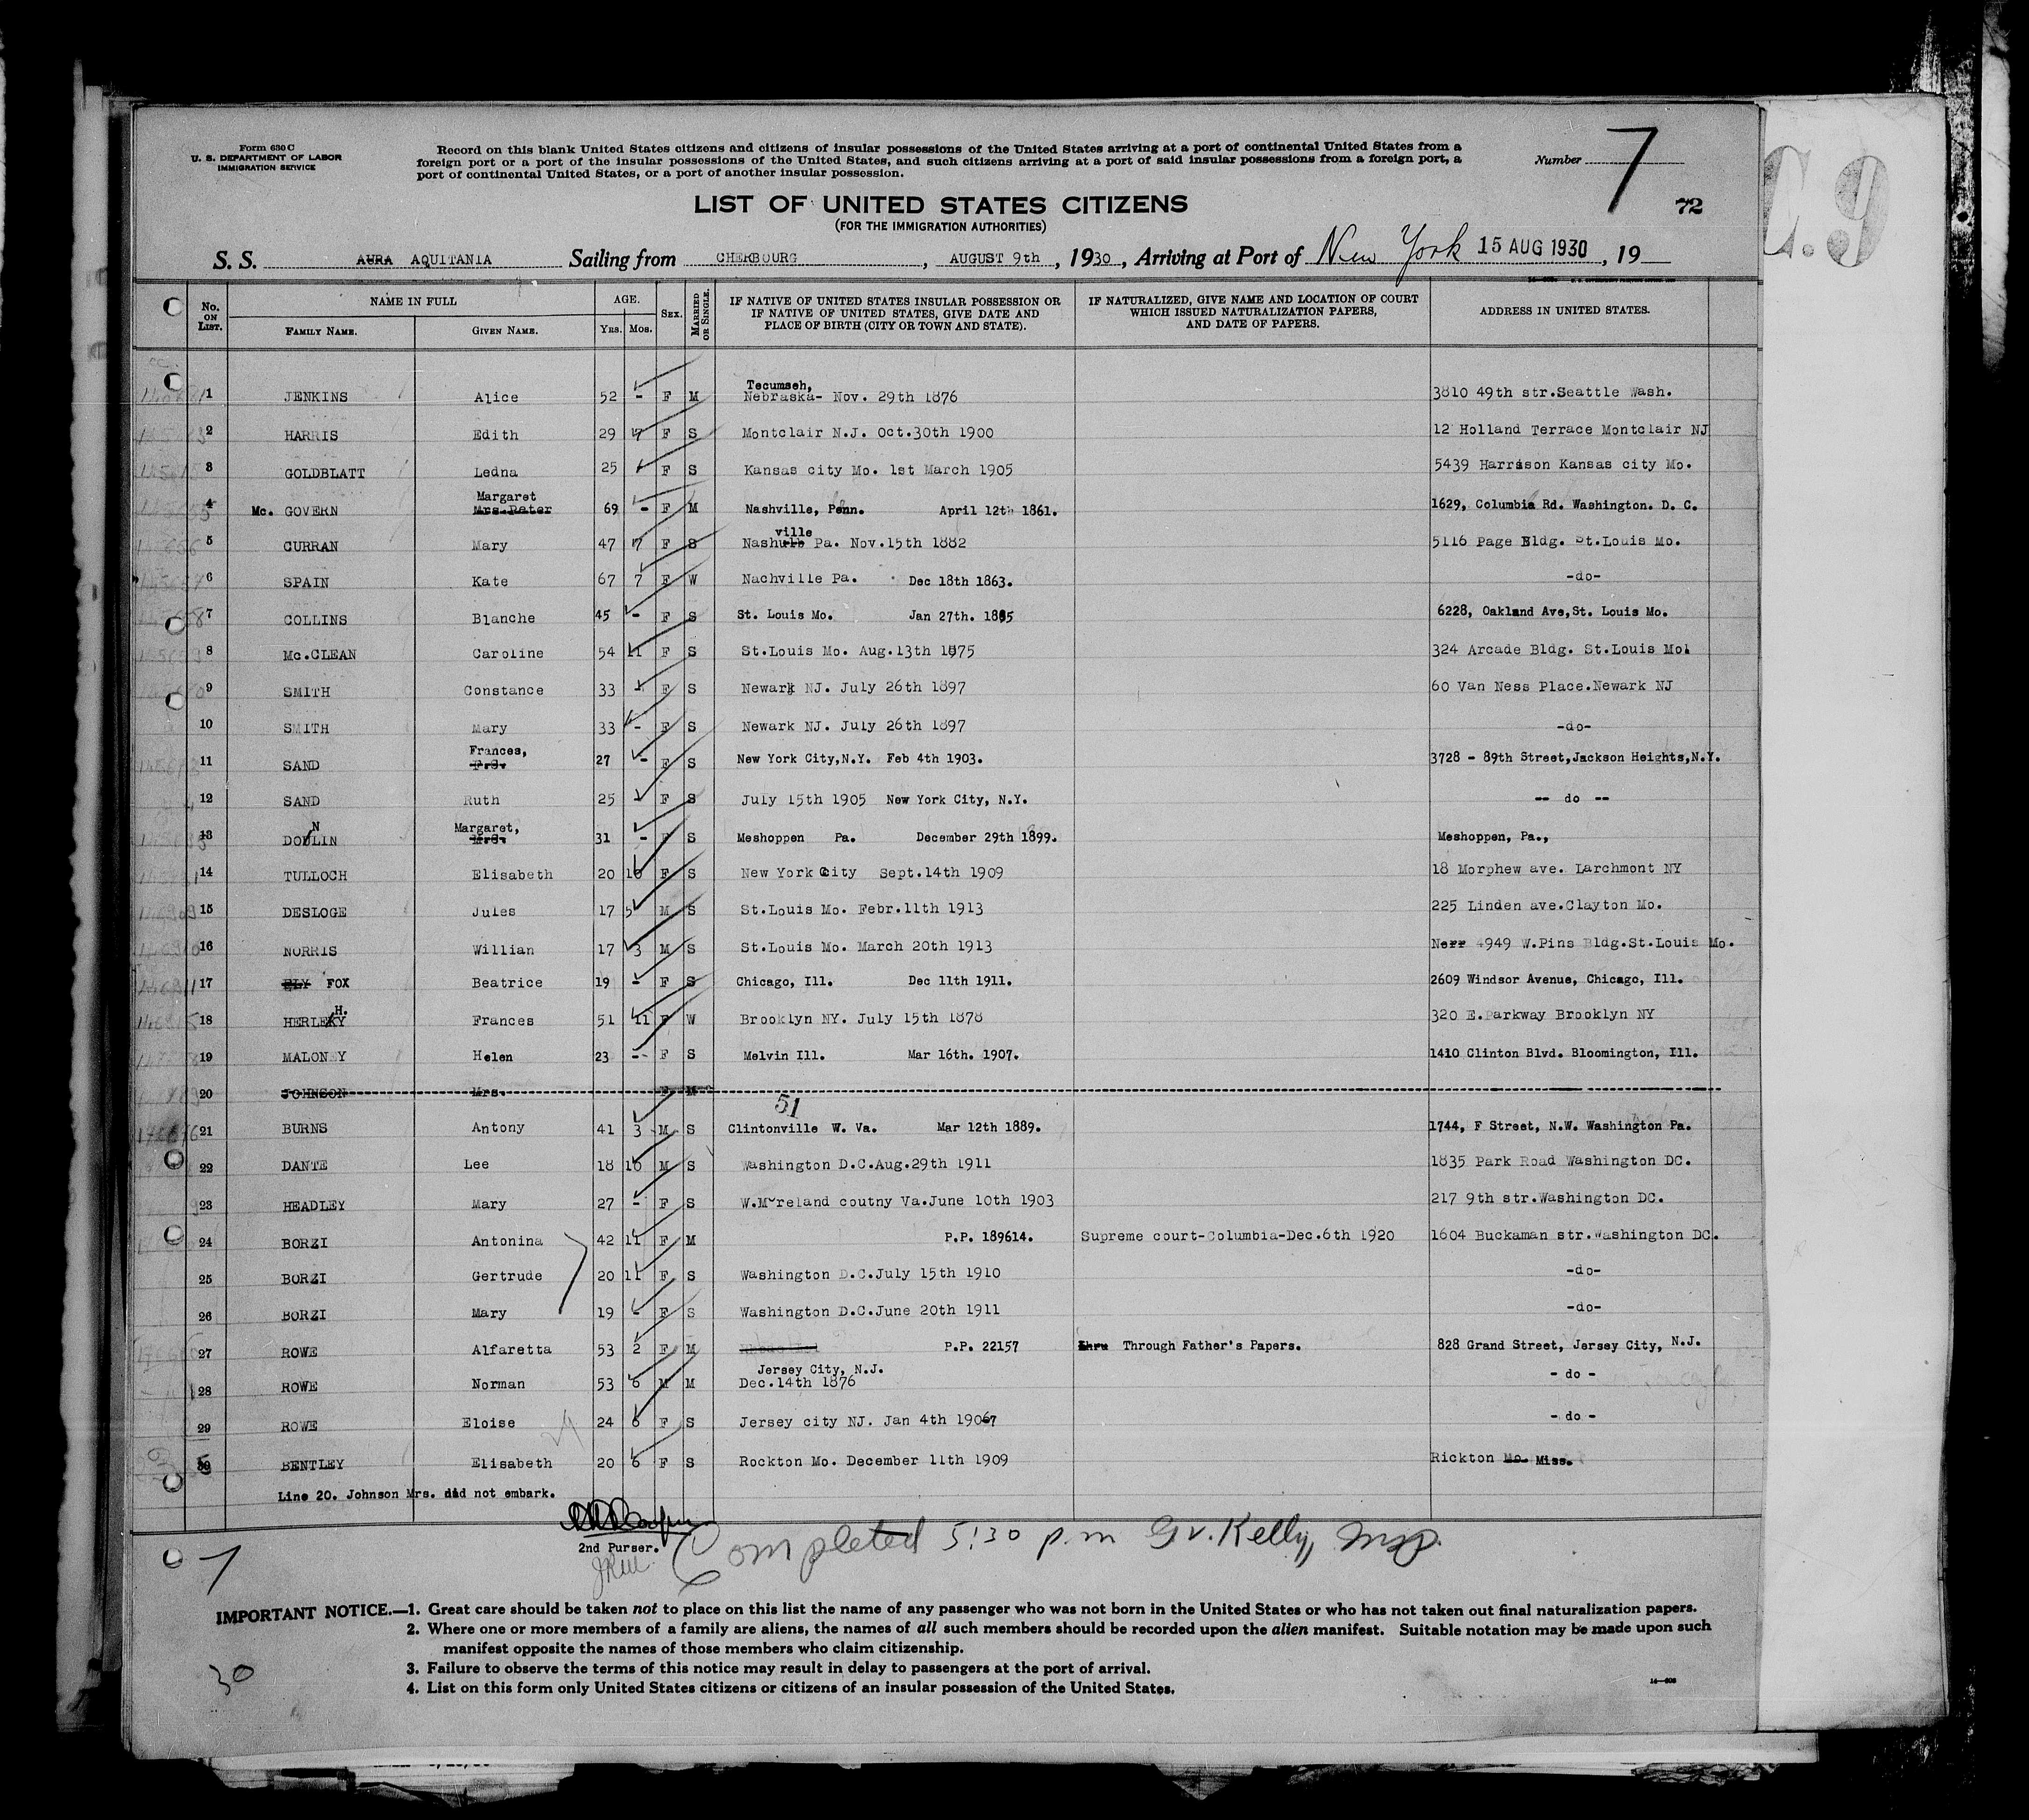 Form 630 C
U. S. DEPARTMENT OF LABOR
IMMIGRATION SERVICE
Record on this blank United States citizens and citizens of insular possessions of the United States arriving at a port of continental United States from a
foreign port or a port of the insular possessions of the United States, and such citizens arriving at a port of said insular possessions from a foreign port, a
port of continental United States, or a port of another insular possession.
Number 7
72
C.9
LIST OF UNITED STATES CITIZENS
(FOR THE IMMIGRATION AUTHORITIES)
S. S. AURA AQUITANIA Sailing from CHERBOURG, AUGUST 9th, 1930, Arriving at Port of New York 15 AUG 1930, 19
No. ON LIST. NAME IN FULL FAMILY NAME. GIVEN NAME. AGE. YRS. MOS. SEX. MARRIED OR SINGLE. IF NATIVE OF UNITED STATES INSULAR POSSESSION OR IF NATIVE OF UNITED STATES, GIVE DATE AND PLACE OF BIRTH (CITY OR TOWN AND STATE). IF NATURALIZED, GIVE NAME AND LOCATION OF COURT WHICH ISSUED NATURALIZATION PAPERS, AND DATE OF PAPERS. ADDRESS IN UNITED STATES.
1 JENKINS Alice 52 - F M Tecumseh, Nebraska- Nov. 29th 1876 3810 49th str.Seattle Wash.
2 HARRIS Edith 29 F S Montclair N.J. Oct.30th 1900 12 Holland Terrace Montclair NJ
3 GOLDBLATT Ledna 25 F S Kansas city Mo. 1st March 1905 5439 Harrison Kansas city Mo.
4 Mc. GOVERN Margaret Mrs.Peter 69 - F M Nashville, Penn. April 12th 1861. 1629, Columbia Rd. Washington. D. C.
5 CURRAN Mary 47 7 F S Nashville Pa. Nov.15th 1882 5116 Page Bldg. St.Louis Mo.
6 SPAIN Kate 67 7 F W Nachville Pa. Dec 18th 1863. -do-
7 COLLINS Blanche 45 - F S St. Louis Mo. Jan 27th. 1885 6228, Oakland Ave,St. Louis Mo.
8 Mc.CLEAN Caroline 54 11 F S St.Louis Mo. Aug.13th 1875 324 Arcade Bldg. St.Louis Mo.
9 SMITH Constance 33 - F S Newark NJ. July 26th 1897 60 Van Ness Place.Newark NJ
10 SMITH Mary 33 - F S Newark NJ. July 26th 1897 -do-
11 SAND Frances, F.S. 27 - F S New York City,N.Y. Feb 4th 1903. 3728 - 89th Street,Jackson Heights,N.Y.
12 SAND Ruth 25 - F S July 15th 1905 New York City, N.Y. -- do --
13 DONLIN Margaret, M.S. 31 - F S Meshoppen Pa. December 29th 1899. Meshoppen, Pa.,
14 TULLOCH Elisabeth 20 10 F S New York City Sept.14th 1909 18 Morphew ave. Larchmont NY
15 DESLOGE Jules 17 5 M S St.Louis Mo. Febr.11th 1913 225 Linden ave.Clayton Mo.
16 NORRIS Willian 17 3 M S St.Louis Mo. March 20th 1913 Nerr 4949 W.Pins Bldg.St.Louis Mo.
17 ELY FOX Beatrice 19 - F S Chicago, Ill. Dec 11th 1911. 2609 Windsor Avenue, Chicago, Ill.
18 HERLEHY Frances 51 11 F W Brooklyn NY. July 15th 1878 320 E.Parkway Brooklyn NY
19 MALONEY Helen 23 -- F S Melvin Ill. Mar 16th. 1907. 1410 Clinton Blvd. Bloomington, Ill.
20 JOHNSON Mrs. F M
51
21 BURNS Antony 41 3 M S Clintonville W. Va. Mar 12th 1889. 1744, F Street, N.W. Washington Pa.
22 DANTE Lee 18 10 M S Washington D.C.Aug.29th 1911 1835 Park Road Washington DC.
23 HEADLEY Mary 27 - F S W.Moreland coutny Va.June 10th 1903 217 9th str.Washington DC.
24 BORZI Antonina 42 11 F M P.P. 189614. Supreme court-Columbia-Dec.6th 1920 1604 Buckaman str.Washington DC.
25 BORZI Gertrude 20 11 F S Washington D.C.July 15th 1910 -do-
26 BORZI Mary 19 - F S Washington D.C.June 20th 1911 -do-
27 ROWE Alfaretta 53 2 F M P.P. 22157 thru Through Father's Papers. 828 Grand Street, Jersey City, N.J.
28 ROWE Norman 53 6 M M Jersey City, N.J. Dec.14th 1876 - do -
29 ROWE Eloise 24 6 F S Jersey city NJ. Jan 4th 1907 - do -
30 BENTLEY Elisabeth 20 6 F S Rockton Mo. December 11th 1909 Rickton Mo. Miss.
Line 20. Johnson Mrs. did not embark.
2nd Purser.
Completed 5:30 p.m G.V. Kelly, Insp.
7
30
IMPORTANT NOTICE.—1. Great care should be taken not to place on this list the name of any passenger who was not born in the United States or who has not taken out final naturalization papers.
2. Where one or more members of a family are aliens, the names of all such members should be recorded upon the alien manifest. Suitable notation may be made upon such
manifest opposite the names of those members who claim citizenship.
3. Failure to observe the terms of this notice may result in delay to passengers at the port of arrival.
4. List on this form only United States citizens or citizens of an insular possession of the United States.